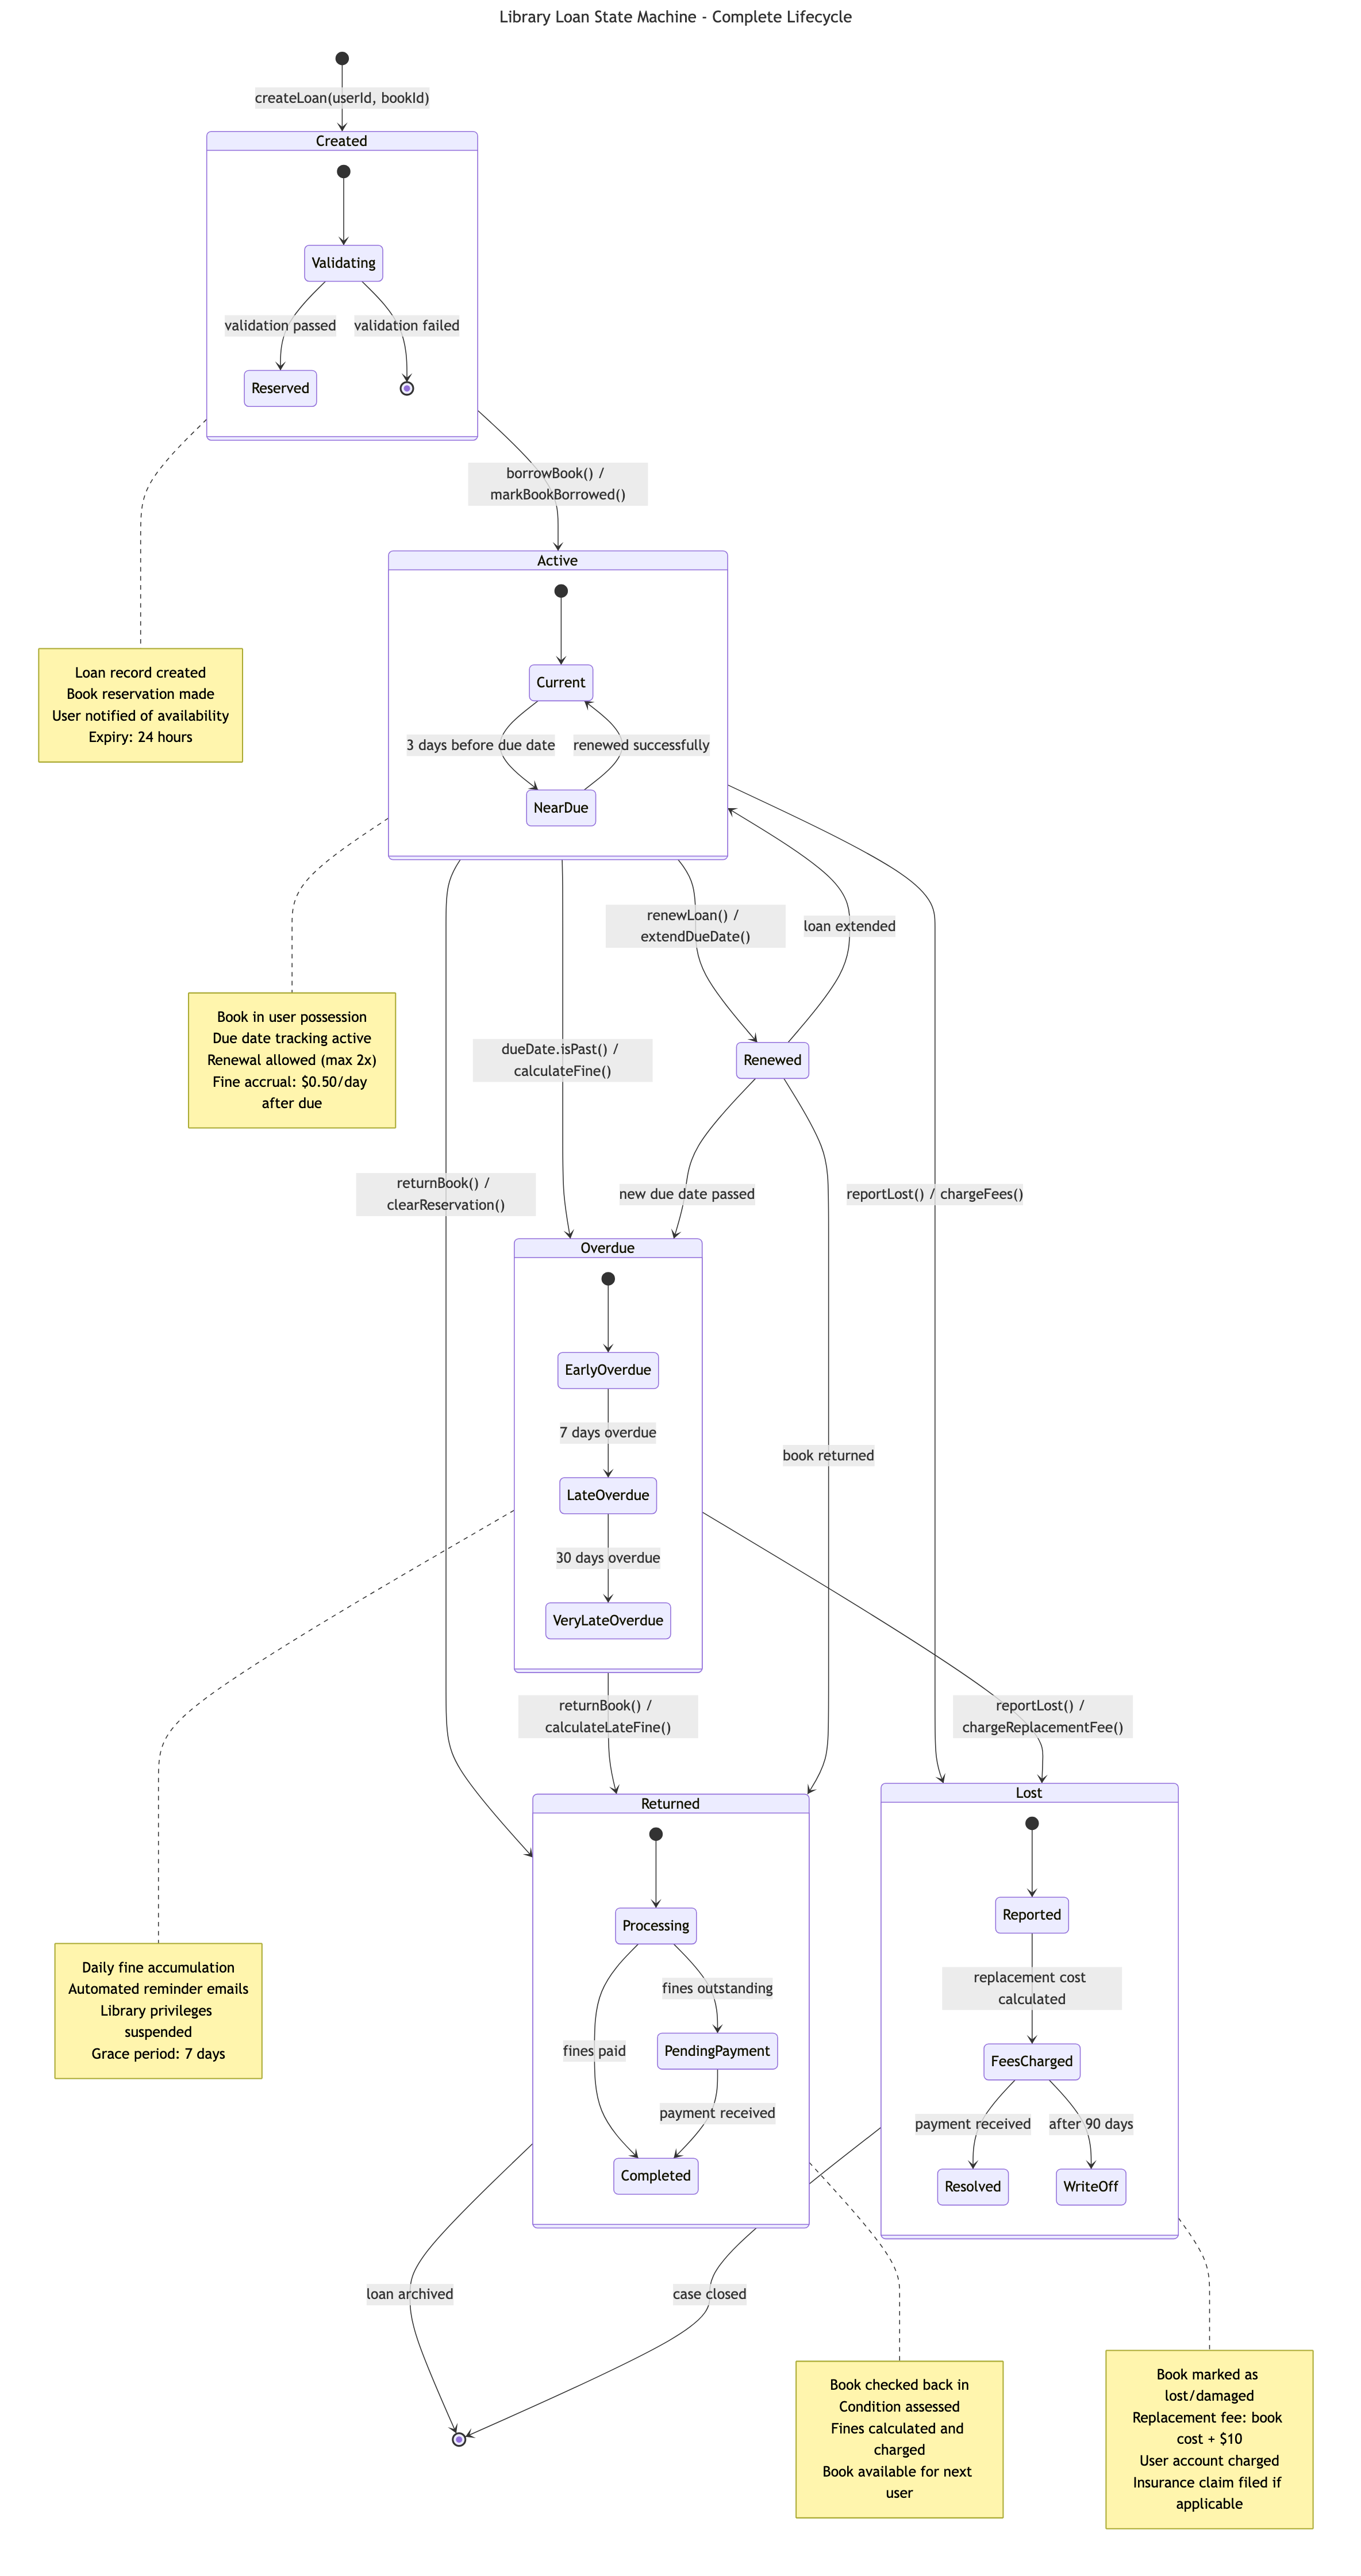 Library Loan State Machine - Complete Lifecycle
createLoan(userId, bookId)
Created
Validating
validation passed
validation failed
Reserved
borrowBook() /
markBookBorrowed()
Loan record created
Book reservation made
User notified of availability
Expiry: 24 hours
Active
Current
3 days before due date
renewed successfully
NearDue
renewLoan() /
extendDueDate()
loan extended
Book in user possession
Due date tracking active
Renewal allowed (max 2x)
Fine accrual: $0.50/day
after due
dueDate.isPast() /
calculateFine()
Renewed
returnBook() /
clearReservation()
new due date passed
reportLost() / chargeFees()
Overdue
EarlyOverdue
7 days overdue
book returned
LateOverdue
30 days overdue
VeryLateOverdue
returnBook() /
calculateLateFine()
reportLost() /
chargeReplacementFee()
Returned
Processing
fines outstanding
fines paid
PendingPayment
payment received
Completed
Lost
Reported
replacement cost
calculated
FeesCharged
payment received
after 90 days
Resolved
WriteOff
Daily fine accumulation
Automated reminder emails
Library privileges
suspended
Grace period: 7 days
loan archived
case closed
Book checked back in
Condition assessed
Fines calculated and
charged
Book available for next
user
Book marked as
lost/damaged
Replacement fee: book
cost + $10
User account charged
Insurance claim filed if
applicable